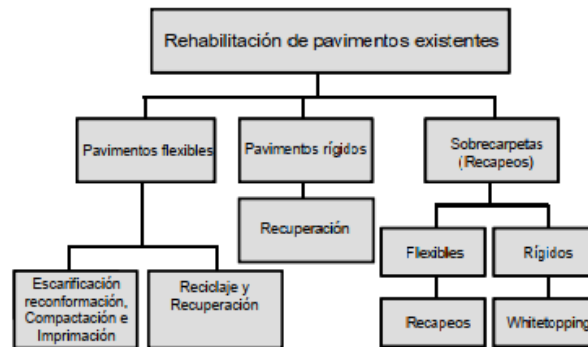 Rehabilitación de pavimentos existentes
Pavimentos flexibles
Pavimentos rígidos
Sobrecarpetas
(Recapeos)
Recuperación
Flexibles
Rígidos
Escarificación
reconformación,
Compactación e
Imprimación
Reciclaje y
Recuperación
Recapeos
Whitetopping